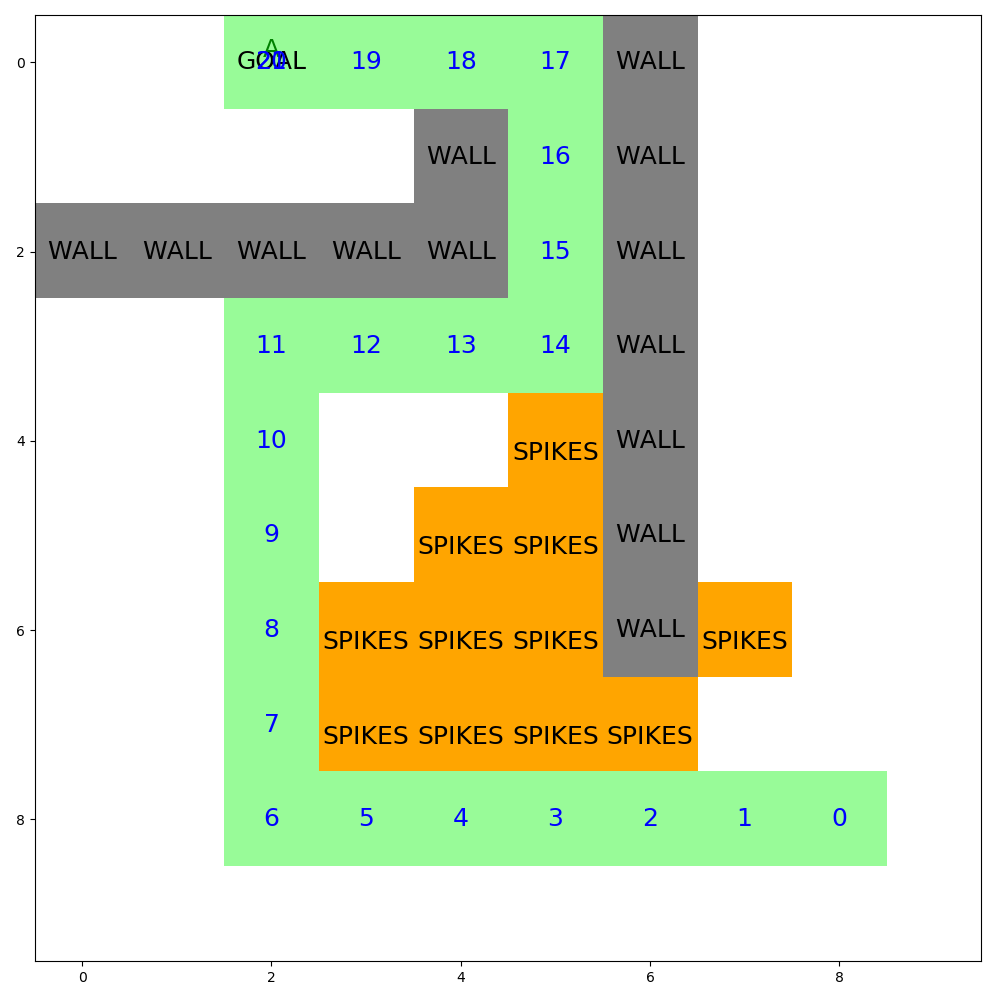 A
0 GOAL 19 18 17 WALL
WALL 16 WALL
2 WALL WALL WALL WALL WALL 15 WALL
11 12 13 14 WALL
4 10 SPIKES WALL
9 SPIKES SPIKES WALL
6 8 SPIKES SPIKES SPIKES WALL SPIKES
7 SPIKES SPIKES SPIKES SPIKES
8 6 5 4 3 2 1 0
0 2 4 6 8